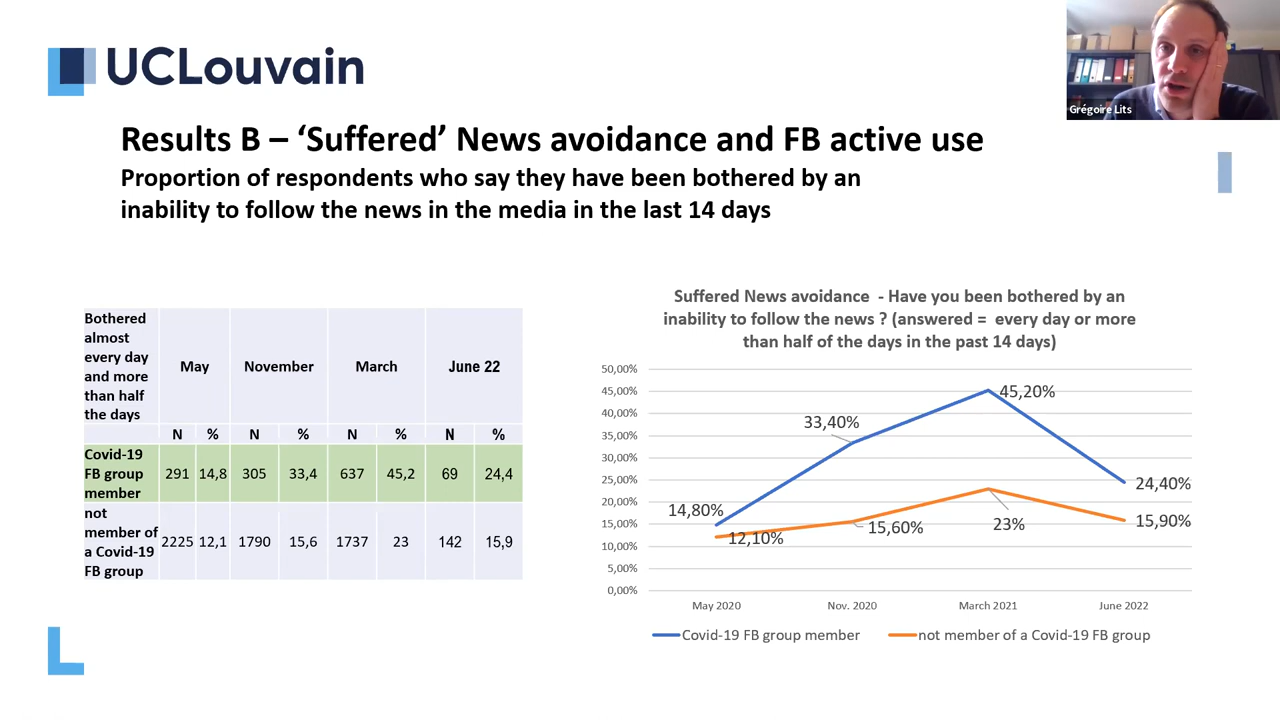 UCLouvain
Grégoire Lits
Results B – ‘Suffered’ News avoidance and FB active use
Proportion of respondents who say they have been bothered by an
inability to follow the news in the media in the last 14 days
Bothered
almost
every day
and more
than half
the days
May
November
March
June 22
N % N % N % N %
Covid-19
FB group
member
291 14,8 305 33,4 637 45,2 69 24,4
not
member of
a Covid-19
FB group
2225 12,1 1790 15,6 1737 23 142 15,9
Suffered News avoidance - Have you been bothered by an
inability to follow the news ? (answered = every day or more
than half of the days in the past 14 days)
50,00%
45,00%
40,00%
35,00%
30,00%
25,00%
20,00%
15,00%
10,00%
5,00%
0,00%
14,80%
33,40%
45,20%
24,40%
12,10%
15,60%
23%
15,90%
May 2020
Nov. 2020
March 2021
June 2022
Covid-19 FB group member
not member of a Covid-19 FB group